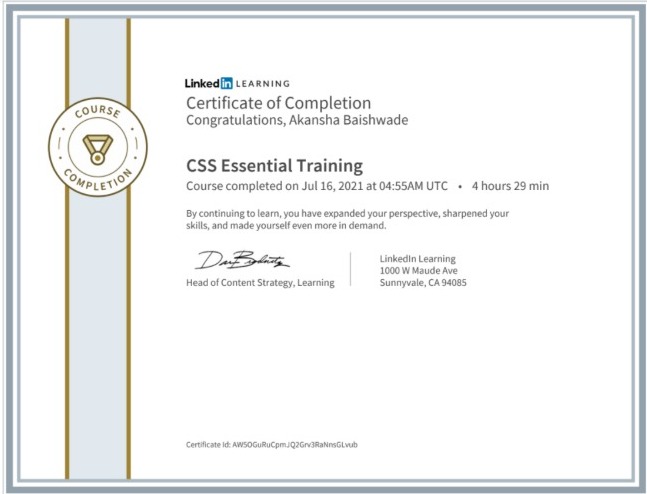 COURSE
COMPLETION
Linked in LEARNING
Certificate of Completion
Congratulations, Akansha Baishwade
CSS Essential Training
Course completed on Jul 16, 2021 at 04:55AM UTC • 4 hours 29 min
By continuing to learn, you have expanded your perspective, sharpened your
skills, and made yourself even more in demand.
Head of Content Strategy, Learning
LinkedIn Learning
1000 W Maude Ave
Sunnyvale, CA 94085
Certificate Id: AW5OGuRuCpmJQ2Grv3RaNnsGLvub